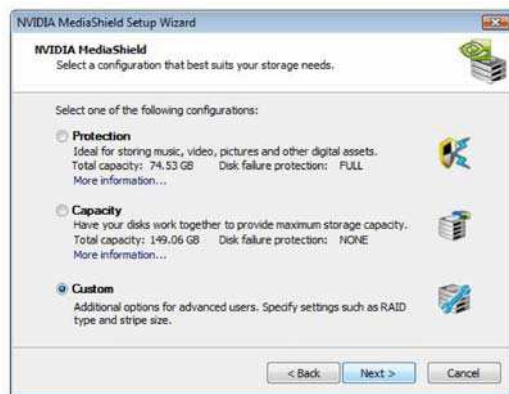 NVIDIA MediaShield Setup Wizard
NVIDIA MediaShield
Select a configuration that best suits your storage needs.
Select one of the following configurations:
Protection
Ideal for storing music, video, pictures and other digital assets.
Total capacity: 74.53 GB Disk failure protection: FULL
More information...
Capacity
Have your disks work together to provide maximum storage capacity.
Total capacity: 149.06 GB Disk failure protection: NONE
More information...
Custom
Additional options for advanced users. Specify settings such as RAID
type and stripe size.
< Back Next > Cancel